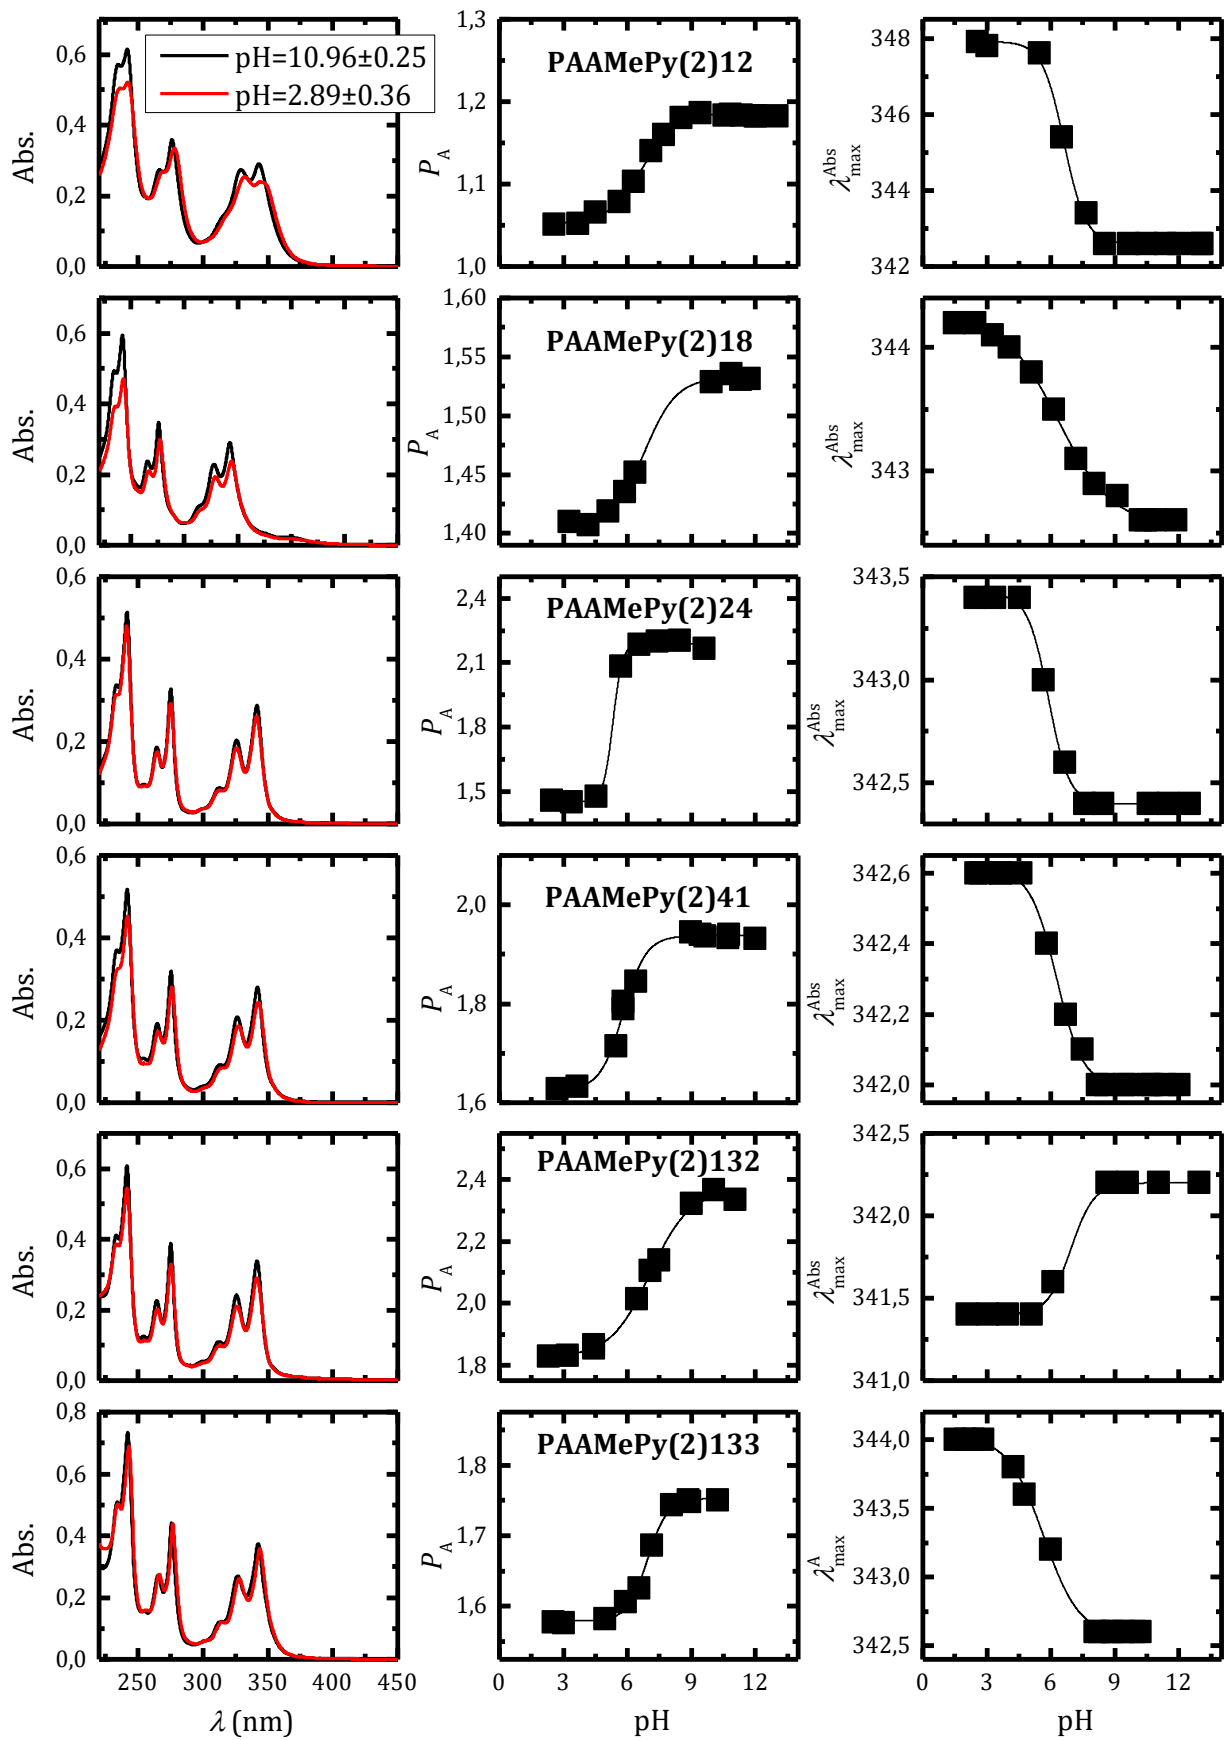 pH=10.96±0.25
pH=2.89±0.36
Abs.
0,6
0,4
0,2
0,0
PAAMePy(2)12
P_A
1,3
1,2
1,1
1,0
λ_max^Abs
348
346
344
342
Abs.
0,6
0,4
0,2
0,0
PAAMePy(2)18
P_A
1,60
1,55
1,50
1,45
1,40
λ_max^Abs
344
343
Abs.
0,6
0,4
0,2
0,0
PAAMePy(2)24
P_A
2,4
2,1
1,8
1,5
λ_max^Abs
343,5
343,0
342,5
Abs.
0,6
0,4
0,2
0,0
PAAMePy(2)41
P_A
2,0
1,8
1,6
λ_max^Abs
342,6
342,4
342,2
342,0
Abs.
0,6
0,4
0,2
0,0
PAAMePy(2)132
P_A
2,4
2,2
2,0
1,8
λ_max^Abs
342,5
342,0
341,5
341,0
Abs.
0,8
0,6
0,4
0,2
0,0
250 300 350 400 450
λ (nm)
PAAMePy(2)133
P_A
1,8
1,7
1,6
0 3 6 9 12
pH
λ_max^A
344,0
343,5
343,0
342,5
0 3 6 9 12
pH